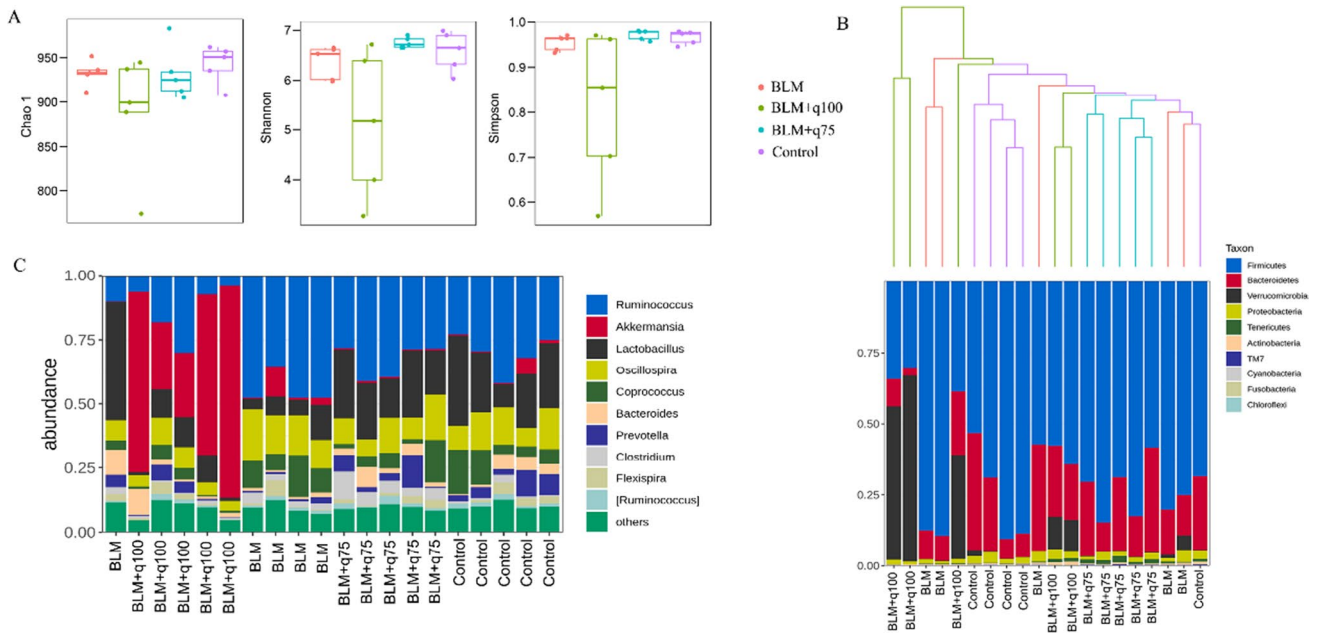 A
Chao 1
950
900
850
800
Shannon
7
6
5
4
Simpson
1.0
0.9
0.8
0.7
0.6
BLM
BLM+q100
BLM+q75
Control
B
Taxon
Firmicutes
Bacteroidetes
Verrucomicrobia
Proteobacteria
Tenericutes
Actinobacteria
TM7
Cyanobacteria
Fusobacteria
Chloroflexi
0.75
0.50
0.25
0.00
BLM+q100
BLM+q100
BLM
BLM
BLM+q100
Control
Control
Control
Control
BLM
BLM+q100
BLM+q100
BLM+q75
BLM+q75
BLM+q75
BLM+q75
BLM+q75
BLM
BLM
Control
C
abundance
1.00
0.75
0.50
0.25
0.00
BLM
BLM+q100
BLM+q100
BLM+q100
BLM+q100
BLM+q100
BLM
BLM
BLM
BLM
BLM+q75
BLM+q75
BLM+q75
BLM+q75
BLM+q75
Control
Control
Control
Control
Control
Ruminococcus
Akkermansia
Lactobacillus
Oscillospira
Coprococcus
Bacteroides
Prevotella
Clostridium
Flexispira
[Ruminococcus]
others